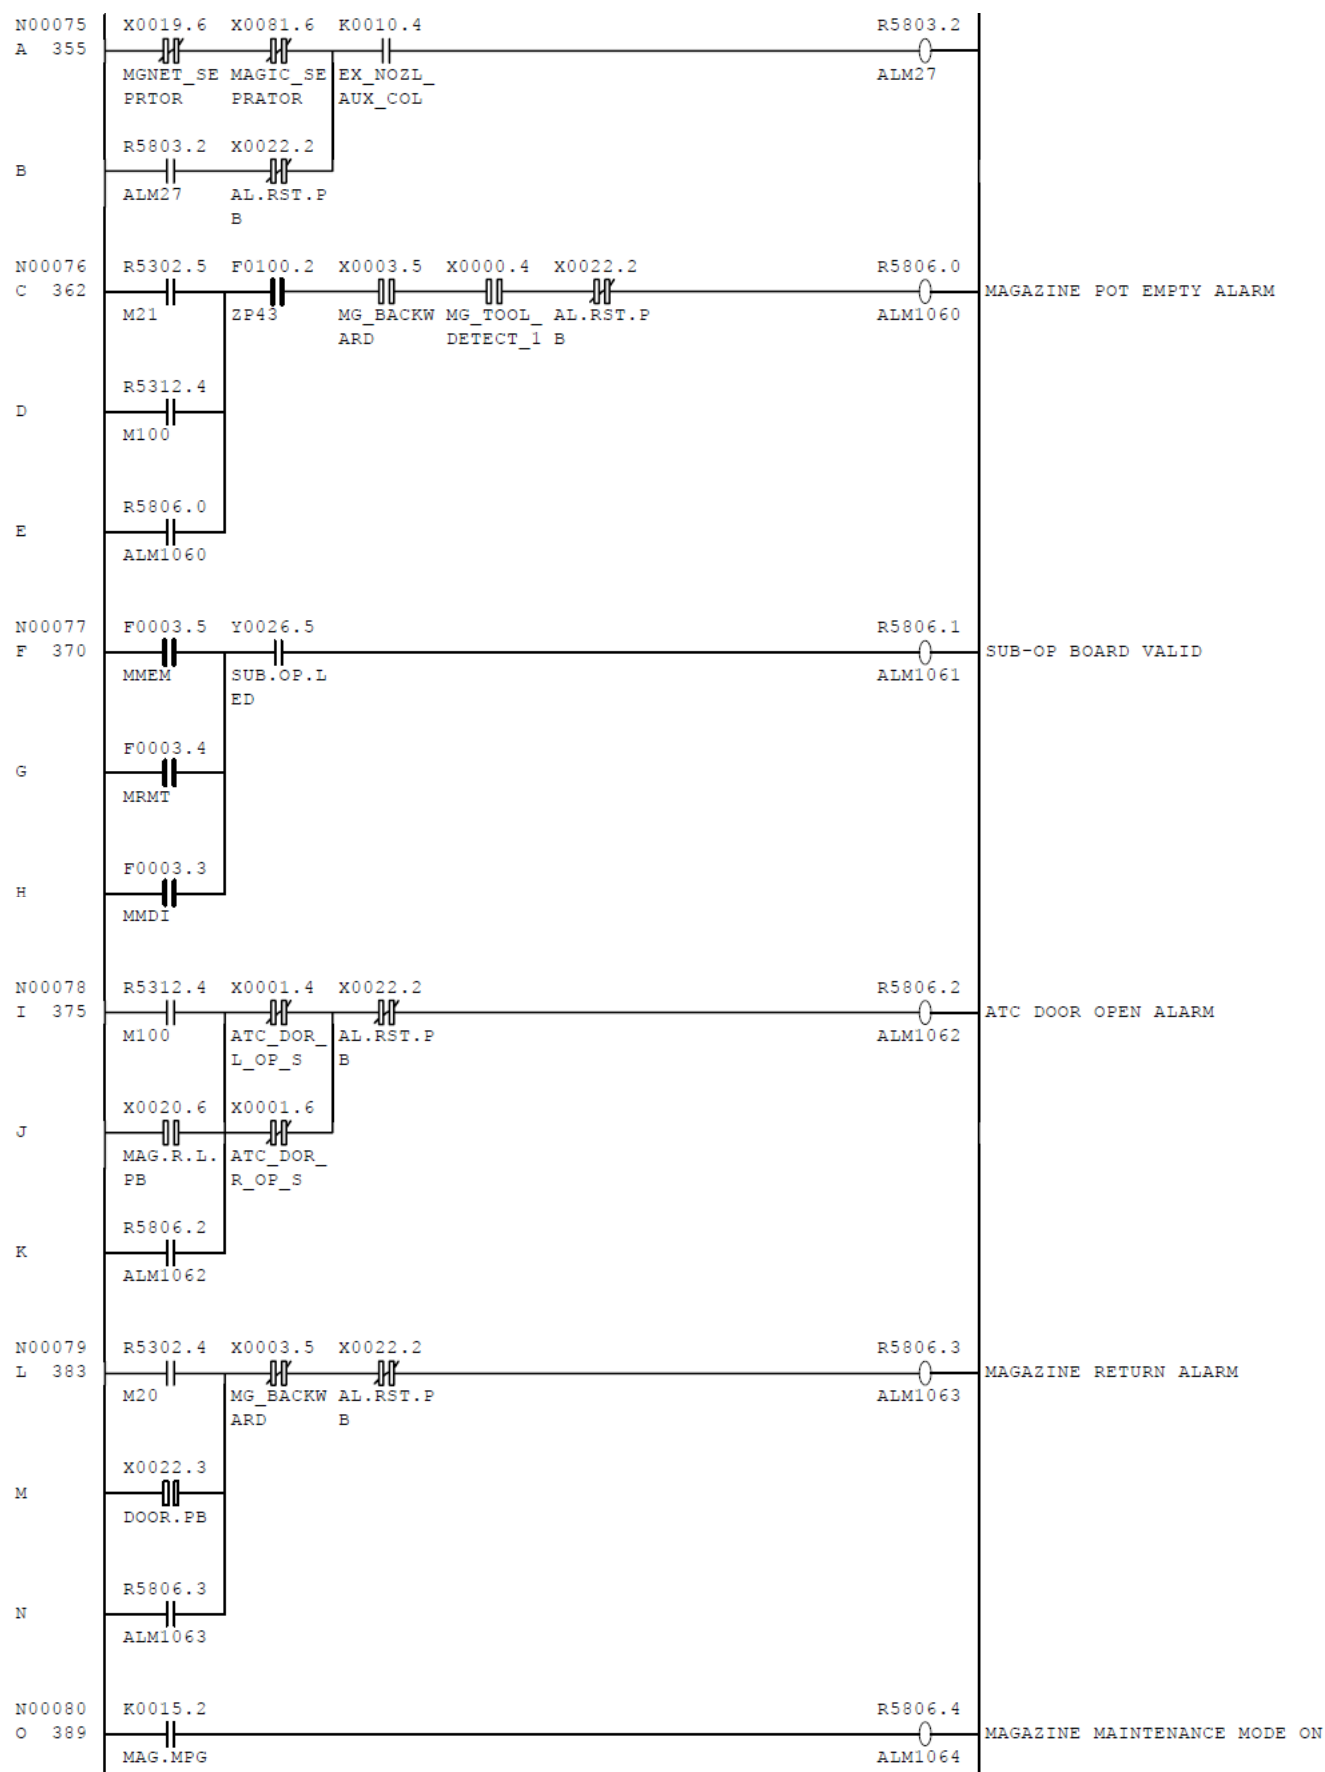 N00075 X0019.6 X0081.6 K0010.4 R5803.2
A 355
MGNET_SE MAGIC_SE EX_NOZL_ ALM27
PRTOR PRATOR AUX_COL
R5803.2 X0022.2
B
ALM27 AL.RST.P
B
N00076 R5302.5 F0100.2 X0003.5 X0000.4 X0022.2 R5806.0
C 362 MAGAZINE POT EMPTY ALARM
M21 ZP43 MG_BACKW MG_TOOL_ AL.RST.P ALM1060
ARD DETECT_1 B
R5312.4
D
M100
R5806.0
E
ALM1060
N00077 F0003.5 Y0026.5 R5806.1
F 370 SUB-OP BOARD VALID
MMEM SUB.OP.L ALM1061
ED
F0003.4
G
MRMT
F0003.3
H
MMDI
N00078 R5312.4 X0001.4 X0022.2 R5806.2
I 375 ATC DOOR OPEN ALARM
M100 ATC_DOR_ AL.RST.P ALM1062
L_OP_S B
X0020.6 X0001.6
J
MAG.R.L. ATC_DOR_
PB R_OP_S
R5806.2
K
ALM1062
N00079 R5302.4 X0003.5 X0022.2 R5806.3
L 383 MAGAZINE RETURN ALARM
M20 MG_BACKW AL.RST.P ALM1063
ARD B
X0022.3
M
DOOR.PB
R5806.3
N
ALM1063
N00080 K0015.2 R5806.4
O 389 MAGAZINE MAINTENANCE MODE ON
MAG.MPG ALM1064